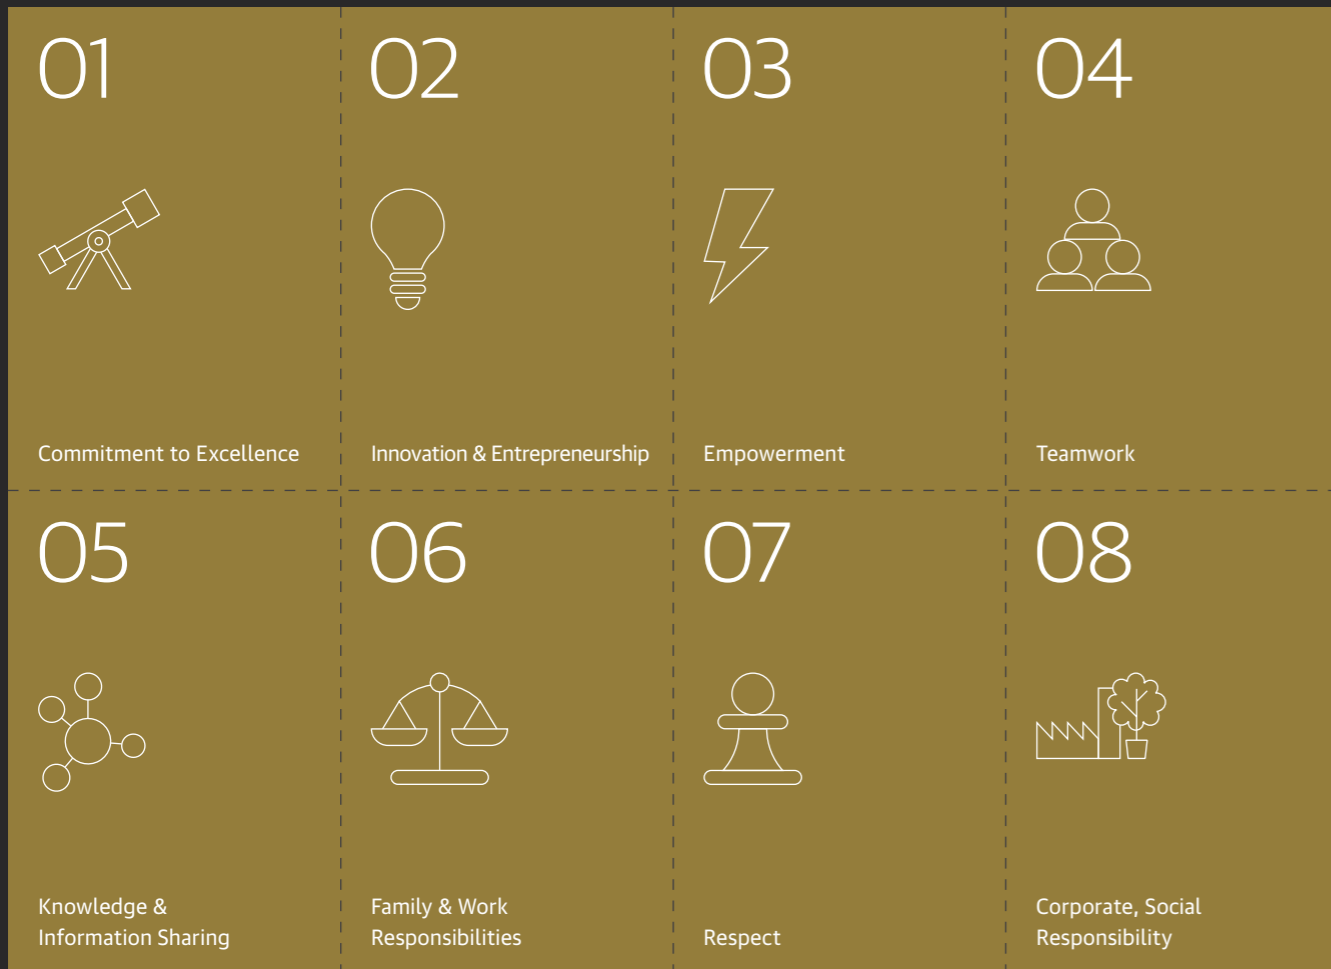 01
Commitment to Excellence
02
Innovation & Entrepreneurship
03
Empowerment
04
Teamwork
05
Knowledge &
Information Sharing
06
Family & Work
Responsibilities
07
Respect
08
Corporate, Social
Responsibility